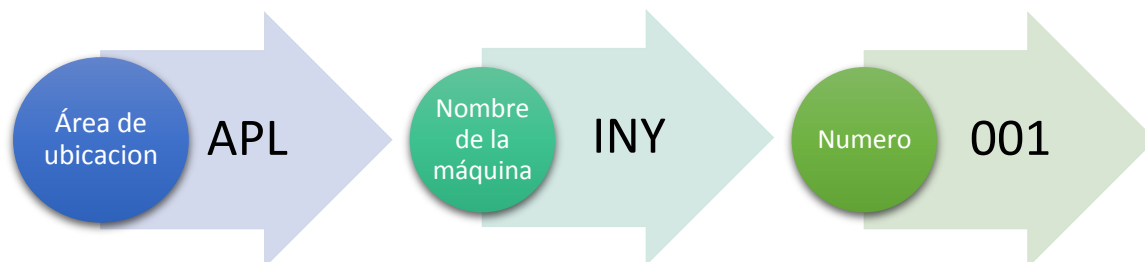 Área de
ubicacion
APL
Nombre
de la
máquina
INY
Numero
001